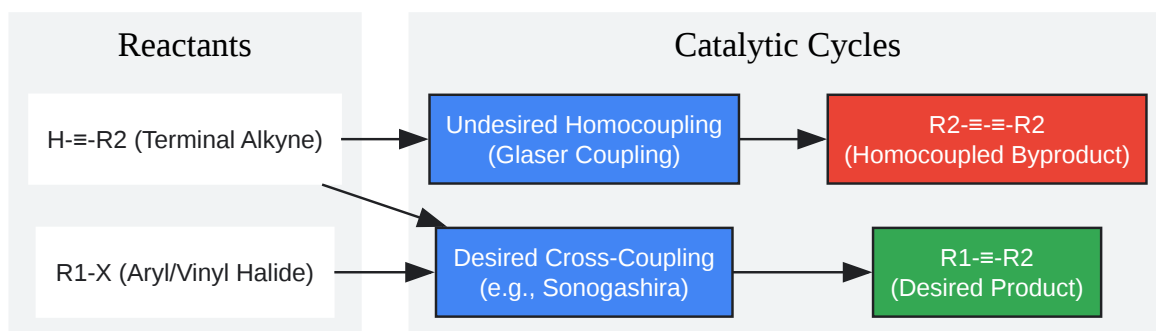 Reactants
Catalytic Cycles
H-≡-R2 (Terminal Alkyne)
Undesired Homocoupling
(Glaser Coupling)
R2-≡-≡-R2
(Homocoupled Byproduct)
R1-X (Aryl/Vinyl Halide)
Desired Cross-Coupling
(e.g., Sonogashira)
R1-≡-R2
(Desired Product)